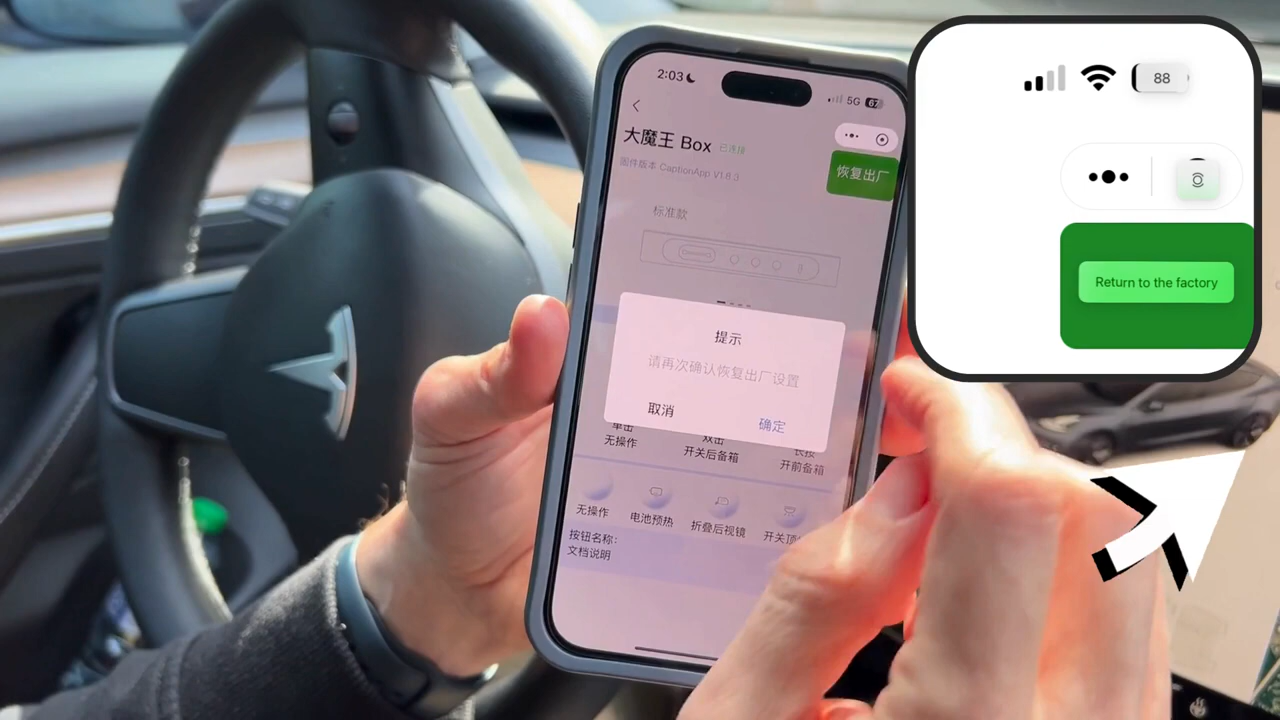 2:03
5G 67
大魔王 Box 已连接
固件版本 CaptionApp V1.8.3
恢复出厂
标准款
提示
请再次确认恢复出厂设置
取消
确定
单击
双击
长按
无操作
开关后备箱
开前备箱
无操作
电池预热
折叠后视镜
按钮名称:
文档说明
88
Return to the factory